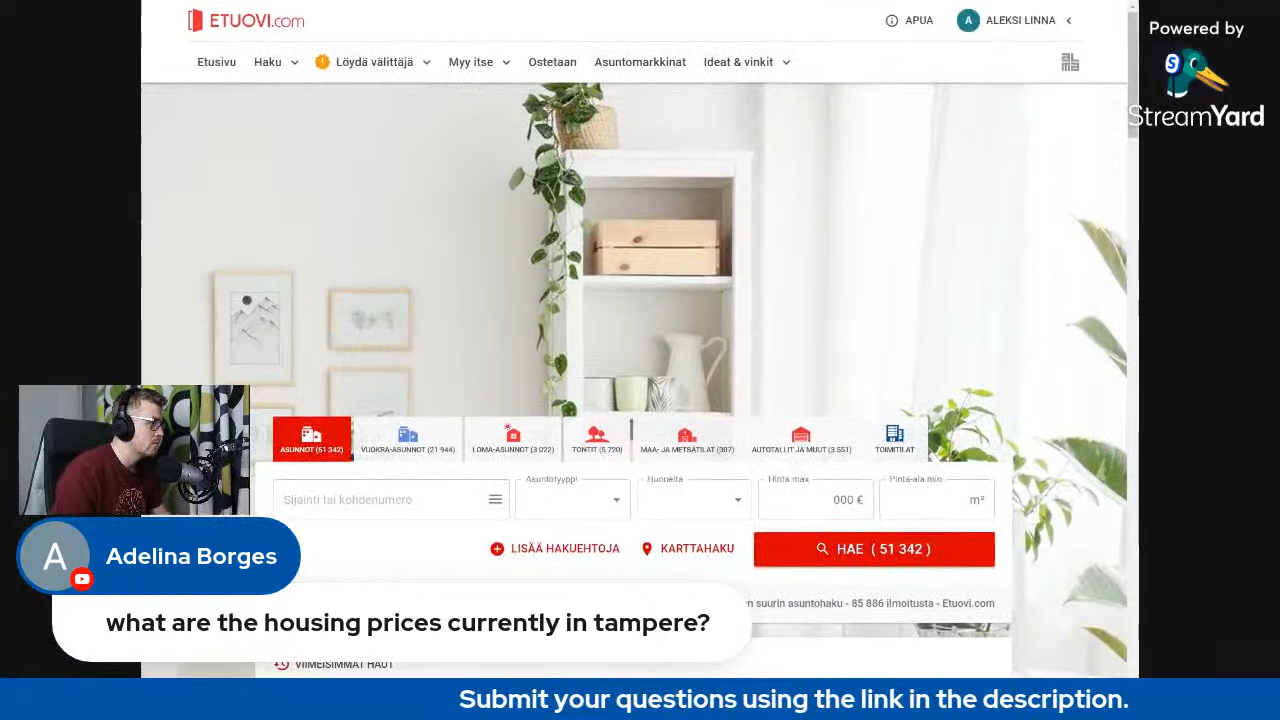 ETUOVI.com
APUA
A
ALEKSI LINNA
Powered by
StreamYard
Etusivu
Haku
Löydä välittäjä
Myy itse
Ostetaan
Asuntomarkkinat
Ideat & vinkit
ALMA
ASUNNOT (51 342)
VUOKRA-ASUNNOT (21 944)
LOMA-ASUNNOT (3 022)
TONTIT (5 720)
MAA- JA METSÄTILAT (307)
AUTOTALLIT JA MUUT (3 551)
TOIMITILAT
Sijainti tai kohdenumero
Asuntotyyppi
Huoneita
Hinta max
000 €
Pinta-ala min
m²
LISÄÄ HAKUEHTOJA
KARTTAHAKU
HAE ( 51 342 )
en suurin asuntohaku - 85 886 ilmoitusta - Etuovi.com
A
Adelina Borges
what are the housing prices currently in tampere?
VIIMEISIMMÄT HAUT
Submit your questions using the link in the description.